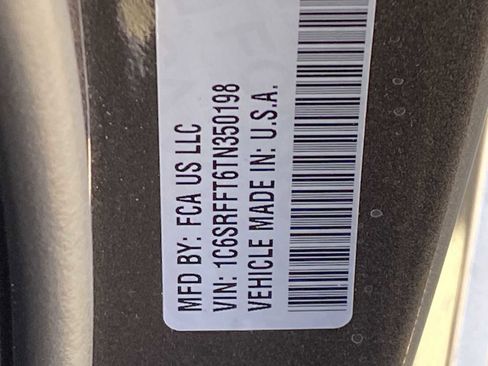 MFD BY: FCA US LLC
VIN: 1C6SRFFT6TN350198
VEHICLE MADE IN: U.S.A.